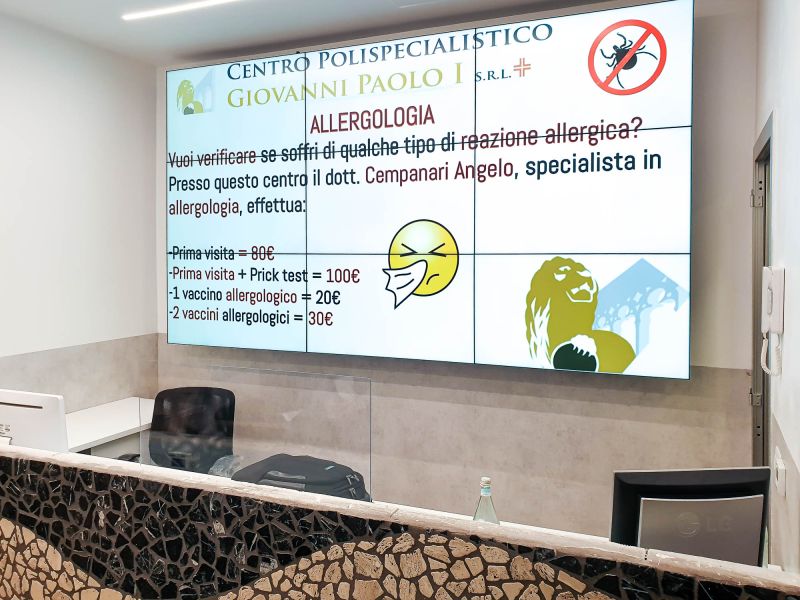 CENTRO POLISPECIALISTICO
GIOVANNI PAOLO I S.R.L.
ALLERGOLOGIA
Vuoi verificare se soffri di qualche tipo di reazione allergica?
Presso questo centro il dott. Cempanari Angelo, specialista in
allergologia, effettua:
-Prima visita = 80€
-Prima visita + Prick test = 100€
-1 vaccino allergologico = 20€
-2 vaccini allergologici = 30€
LG